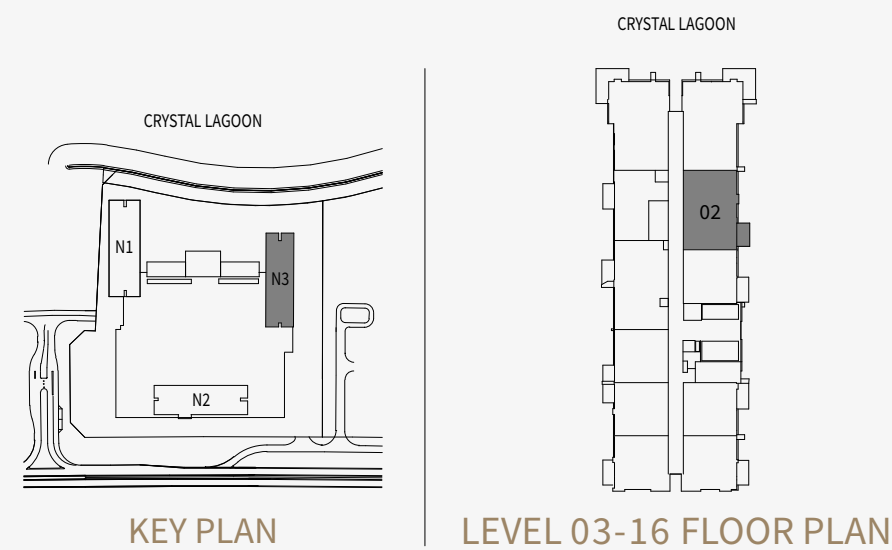 CRYSTAL LAGOON
N1
N3
N2
KEY PLAN
CRYSTAL LAGOON
02
LEVEL 03-16 FLOOR PLAN